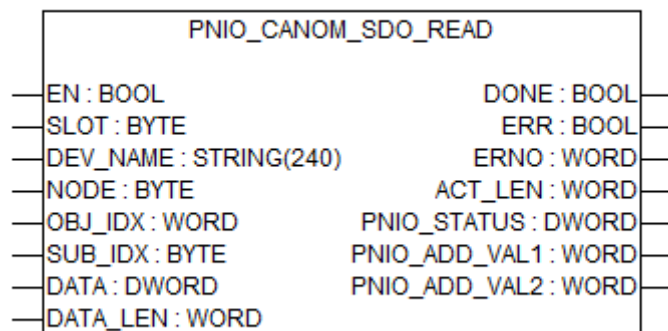 PNIO_CANOM_SDO_READ
EN : BOOL DONE : BOOL
SLOT : BYTE ERR : BOOL
DEV_NAME : STRING(240) ERNO : WORD
NODE : BYTE ACT_LEN : WORD
OBJ_IDX : WORD PNIO_STATUS : DWORD
SUB_IDX : BYTE PNIO_ADD_VAL1 : WORD
DATA : DWORD PNIO_ADD_VAL2 : WORD
DATA_LEN : WORD